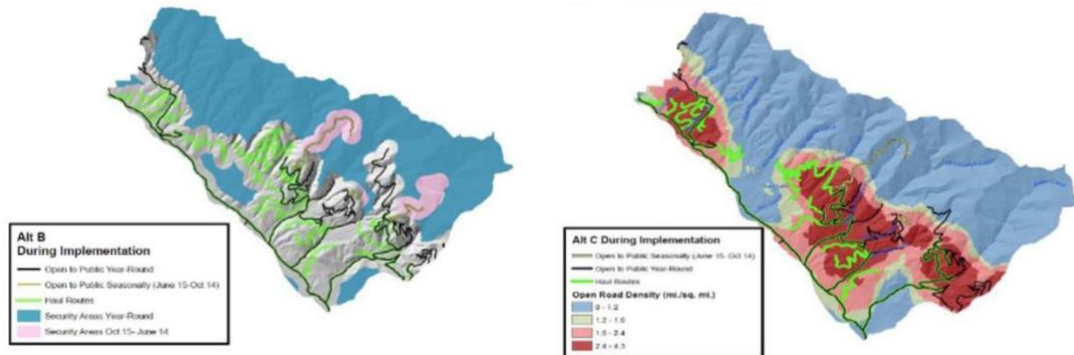 Alt B
During Implementation
Open to Public Year-Round
Open to Public Seasonally (June 15-Oct 14)
Haul Routes
Security Areas Year-Round
Security Areas Oct 15- June 14
Alt C During Implementation
Open to Public Seasonally (June 15- Oct 14)
Open to Public Year-Round
Haul Routes
Open Road Density (mi./sq. mi.)
0 - 1.2
1.2 - 1.6
1.6 - 2.4
2.4 - 4.3